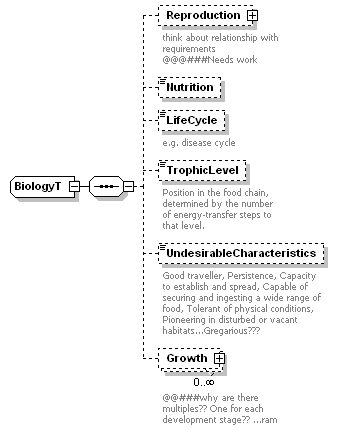 Reproduction
think about relationship with
requirements
@@@###Needs work
Nutrition
LifeCycle
e.g. disease cycle
TrophicLevel
Position in the food chain,
determined by the number
of energy-transfer steps to
that level.
BiologyT
UndesirableCharacteristics
Good traveller, Persistence, Capacity
to establish and spread, Capable of
securing and ingesting a wide range of
food, Tolerant of physical conditions,
Pioneering in disturbed or vacant
habitats...Gregarious???
Growth
0..∞
@@###why are there
multiples?? One for each
development stage?? ...ram